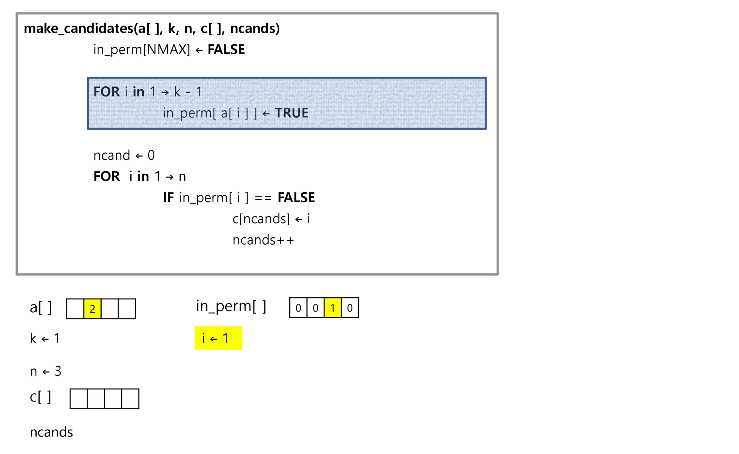 make_candidates(a[ ], k, n, c[ ], ncands)
in_perm[NMAX] ← FALSE
FOR i in 1 → k - 1
in_perm[ a[ i ] ] ← TRUE
ncand ← 0
FOR i in 1 → n
IF in_perm[ i ] == FALSE
c[ncands] ← i
ncands++
a[ ] 2 in_perm[ ] 0 0 1 0
k ← 1 i ← 1
n ← 3
c[ ]
ncands